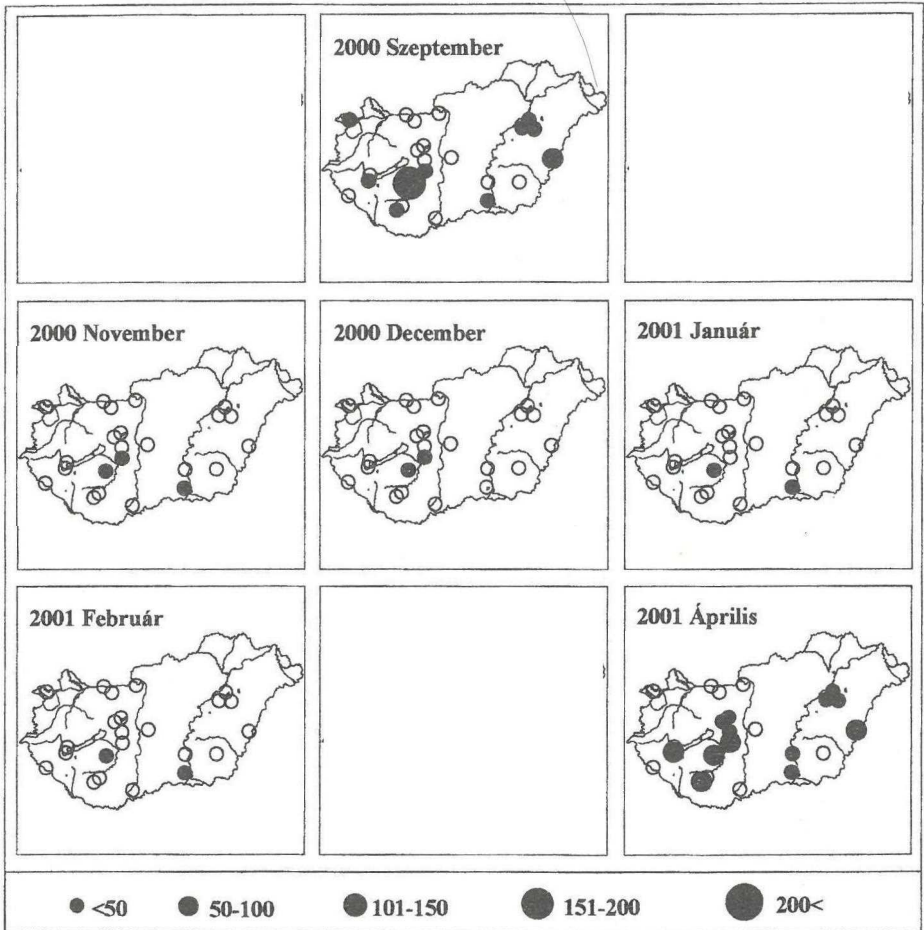 2000 Szeptember
2000 November
2000 December
2001 Január
2001 Február
2001 Április
<50 50-100 101-150 151-200 200<